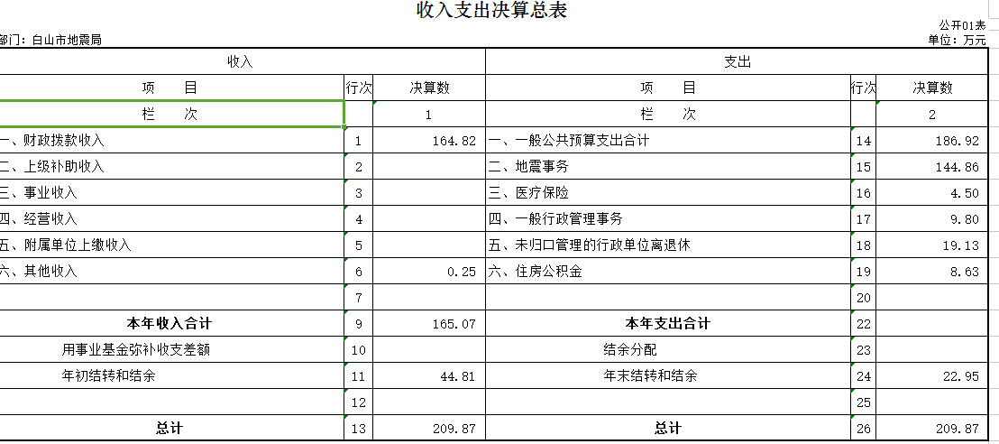 收入支出决算总表
公开01表
部门：白山市地震局 单位：万元
收入 支出
项 目 行次 决算数 项 目 行次 决算数
栏 次 1 栏 次 2
一、财政拨款收入 1 164.82 一、一般公共预算支出合计 14 186.92
二、上级补助收入 2 二、地震事务 15 144.86
三、事业收入 3 三、医疗保险 16 4.50
四、经营收入 4 四、一般行政管理事务 17 9.80
五、附属单位上缴收入 5 五、未归口管理的行政单位离退休 18 19.13
六、其他收入 6 0.25 六、住房公积金 19 8.63
7 20
本年收入合计 9 165.07 本年支出合计 22
用事业基金弥补收支差额 10 结余分配 23
年初结转和结余 11 44.81 年末结转和结余 24 22.95
12 25
总计 13 209.87 总计 26 209.87